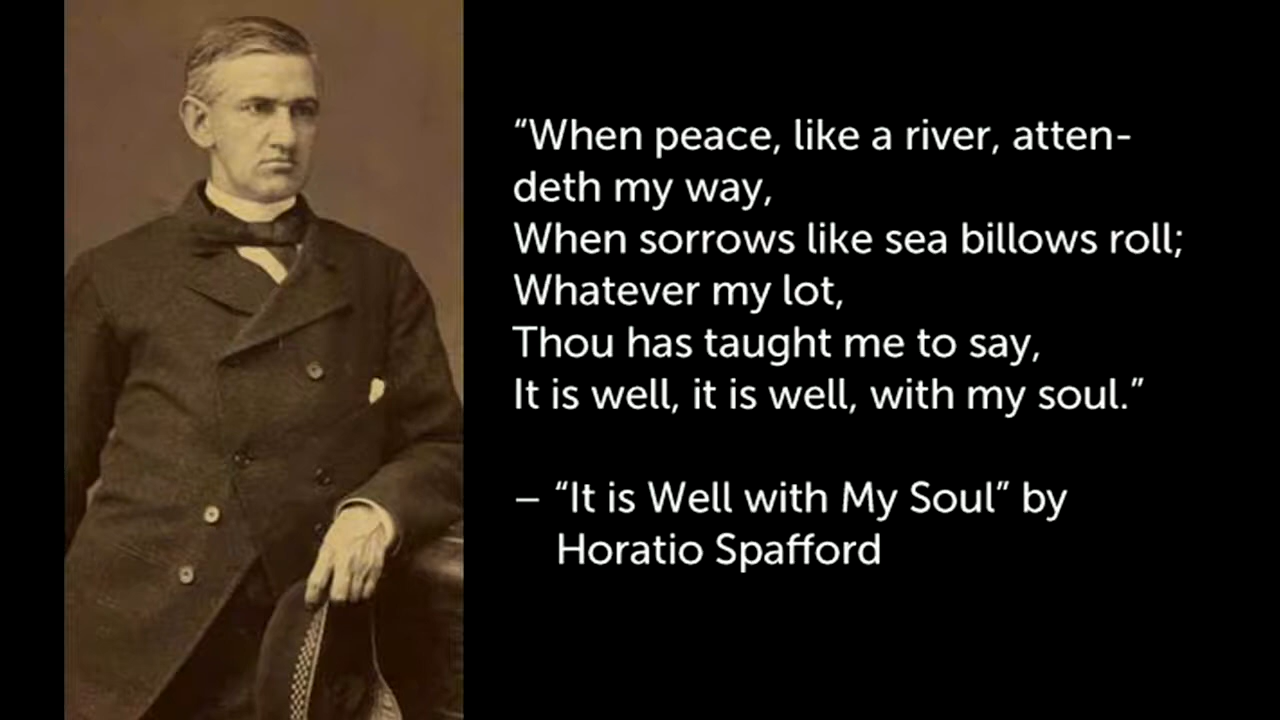 “When peace, like a river, atten-
deth my way,
When sorrows like sea billows roll;
Whatever my lot,
Thou has taught me to say,
It is well, it is well, with my soul.”
– “It is Well with My Soul” by
Horatio Spafford